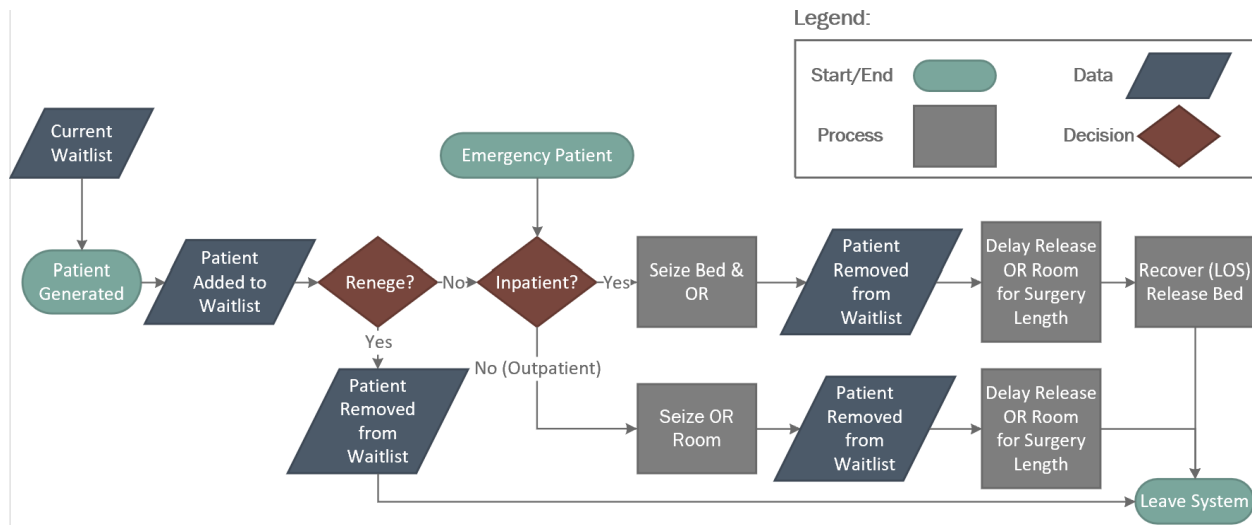 Legend:
Start/End
Data
Process
Decision
Current
Waitlist
Emergency Patient
Patient
Generated
Patient
Added to
Waitlist
Renege?
No
Inpatient?
Yes
Seize Bed &
OR
Patient
Removed
from
Waitlist
Delay Release
OR Room
for Surgery
Length
Recover (LOS)
Release Bed
Yes
No (Outpatient)
Patient
Removed
from
Waitlist
Seize OR
Room
Patient
Removed
from
Waitlist
Delay Release
OR Room
for Surgery
Length
Leave System